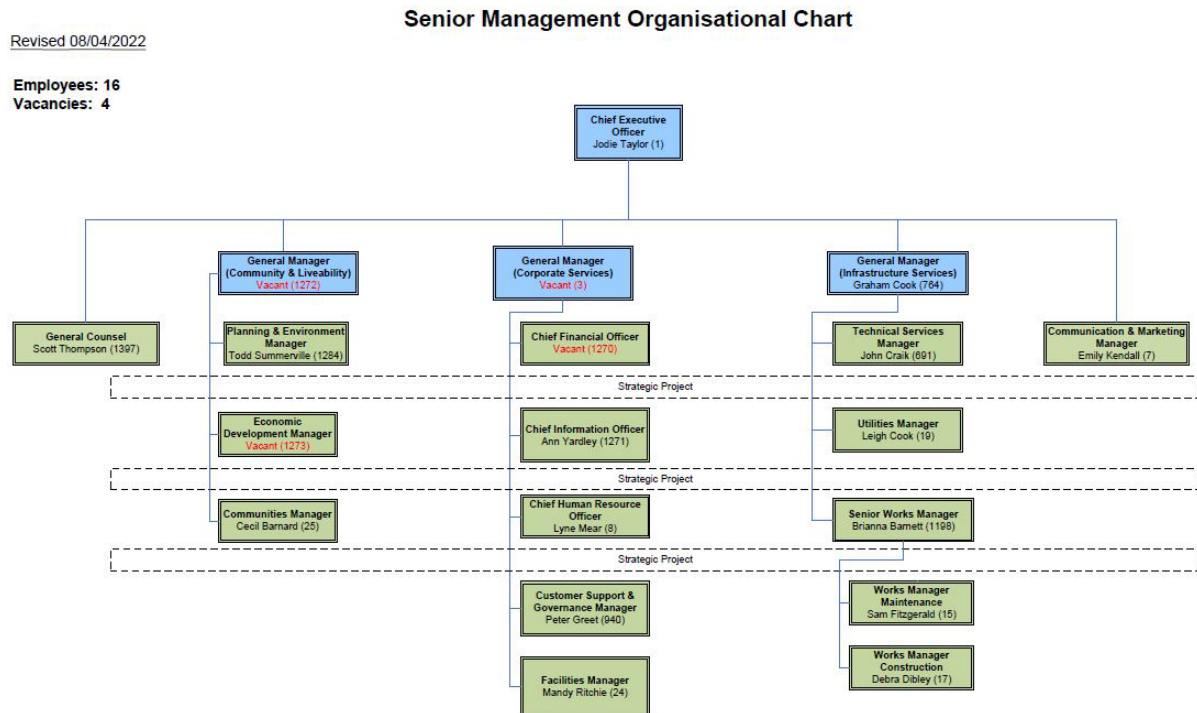 Senior Management Organisational Chart
Revised 08/04/2022
Employees: 16
Vacancies: 4
Chief Executive
Officer
Jodie Taylor (1)
General Manager
(Community & Liveability)
Vacant (1272)
General Manager
(Corporate Services)
Vacant (3)
General Manager
(Infrastructure Services)
Graham Cook (764)
General Counsel
Scott Thompson (1397)
Planning & Environment
Manager
Todd Summerville (1284)
Chief Financial Officer
Vacant (1270)
Technical Services
Manager
John Craik (691)
Communication & Marketing
Manager
Emily Kendall (7)
Strategic Project
Economic
Development Manager
Vacant (1273)
Chief Information Officer
Ann Yardley (1271)
Utilities Manager
Leigh Cook (19)
Strategic Project
Communities Manager
Cecil Barnard (25)
Chief Human Resource
Officer
Lyne Mear (8)
Senior Works Manager
Brianna Barnett (1198)
Strategic Project
Customer Support &
Governance Manager
Peter Greet (940)
Works Manager
Maintenance
Sam Fitzgerald (15)
Facilities Manager
Mandy Ritchie (24)
Works Manager
Construction
Debra Dibley (17)